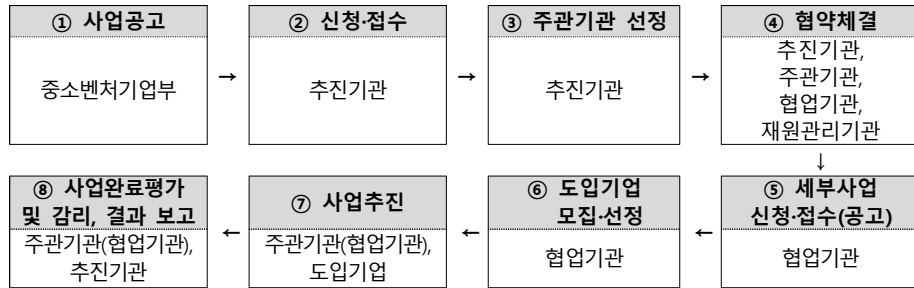 ① 사업공고
중소벤처기업부
→
② 신청·접수
추진기관
→
③ 주관기관 선정
추진기관
→
④ 협약체결
추진기관,
주관기관,
협업기관,
재원관리기관
↓
⑤ 세부사업
신청·접수(공고)
협업기관
←
⑥ 도입기업
모집·선정
협업기관
←
⑦ 사업추진
주관기관(협업기관),
도입기업
←
⑧ 사업완료평가
및 감리, 결과 보고
주관기관(협업기관),
추진기관